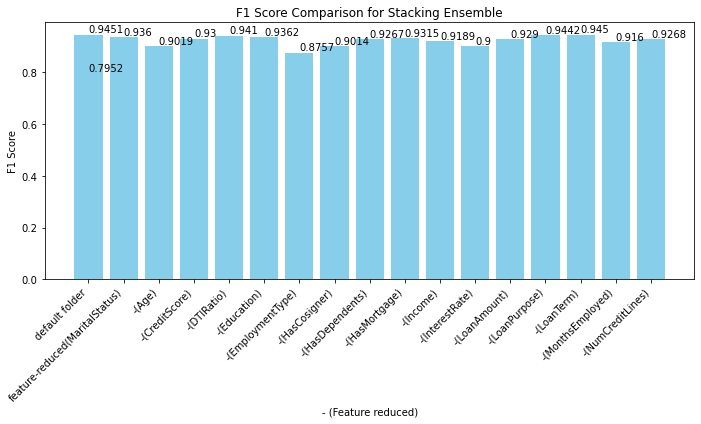 F1 Score Comparison for Stacking Ensemble
F1 Score
0.8
0.6
0.4
0.2
0.0
0.9451
0.7952
0.936
0.9019
0.93
0.941
0.9362
0.8757
0.9014
0.9267
0.9315
0.9189
0.9
0.929
0.9442
0.945
0.916
0.9268
default folder
feature-reduced(MaritalStatus)
-(Age)
-(CreditScore)
-(DTIRatio)
-(Education)
-(EmploymentType)
-(HasCosigner)
-(HasDependents)
-(HasMortgage)
-(Income)
-(InterestRate)
-(LoanAmount)
-(LoanPurpose)
-(LoanTerm)
-(MonthsEmployed)
-(NumCreditLines)
- (Feature reduced)